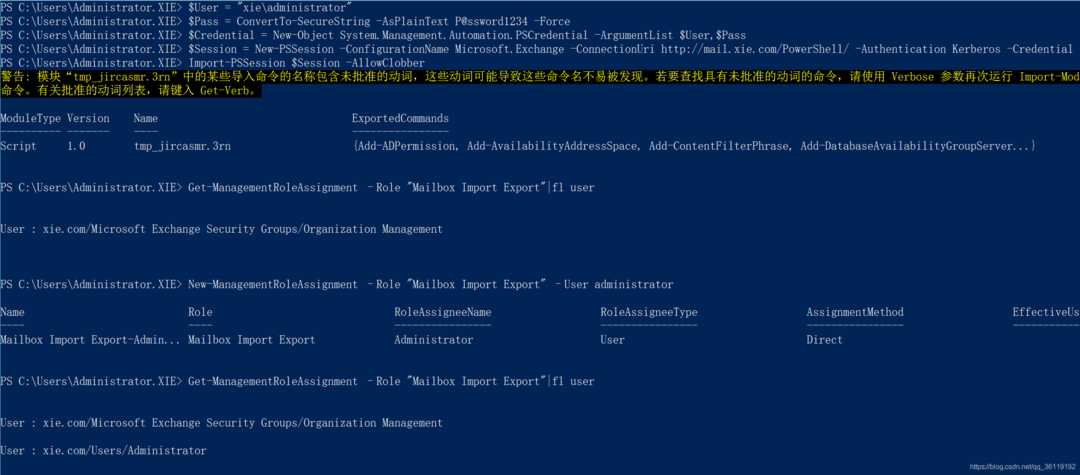 PS C:\Users\Administrator.XIE> $User = "xie\administrator"
PS C:\Users\Administrator.XIE> $Pass = ConvertTo-SecureString -AsPlainText P@ssword1234 -Force
PS C:\Users\Administrator.XIE> $Credential = New-Object System.Management.Automation.PSCredential -ArgumentList $User,$Pass
PS C:\Users\Administrator.XIE> $Session = New-PSSession -ConfigurationName Microsoft.Exchange -ConnectionUri http://mail.xie.com/PowerShell/ -Authentication Kerberos -Credential
PS C:\Users\Administrator.XIE> Import-PSSession $Session -AllowClobber
警告: 模块“tmp_jircasmr.3rn”中的某些导入命令的名称包含未批准的动词，这些动词可能导致这些命令名不易被发现。若要查找具有未批准的动词的命令，请使用 Verbose 参数再次运行 Import-Mod
命令。有关批准的动词列表，请键入 Get-Verb。
ModuleType Version Name ExportedCommands
---------- ------- ---- ----------------
Script 1.0 tmp_jircasmr.3rn {Add-ADPermission, Add-AvailabilityAddressSpace, Add-ContentFilterPhrase, Add-DatabaseAvailabilityGroupServer...}
PS C:\Users\Administrator.XIE> Get-ManagementRoleAssignment –Role "Mailbox Import Export"|fl user
User : xie.com/Microsoft Exchange Security Groups/Organization Management
PS C:\Users\Administrator.XIE> New-ManagementRoleAssignment –Role "Mailbox Import Export" –User administrator
Name Role RoleAssigneeName RoleAssigneeType AssignmentMethod EffectiveUs
---- ---- ---------------- ---------------- ---------------- -----------
Mailbox Import Export-Admin... Mailbox Import Export Administrator User Direct
PS C:\Users\Administrator.XIE> Get-ManagementRoleAssignment –Role "Mailbox Import Export"|fl user
User : xie.com/Microsoft Exchange Security Groups/Organization Management
User : xie.com/Users/Administrator
https://blog.csdn.net/qq_36119192